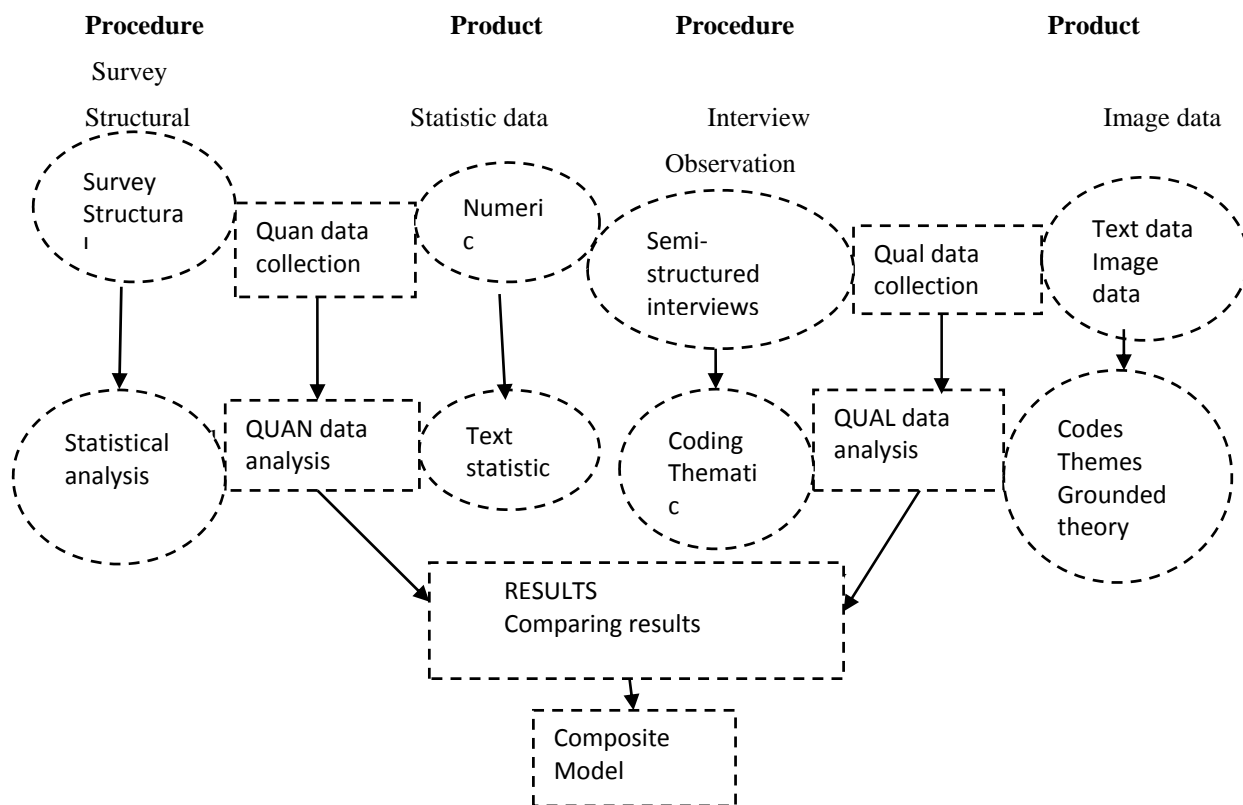 Procedure Product Procedure Product
Survey
Structural Statistic data Interview Image data
Observation
Survey
Structura
l
Quan data
collection
Numeri
c
Semi-
structured
interviews
Qual data
collection
Text data
Image
data
Statistical
analysis
QUAN data
analysis
Text
statistic
Coding
Themati
c
QUAL data
analysis
Codes
Themes
Grounded
theory
RESULTS
Comparing results
Composite
Model